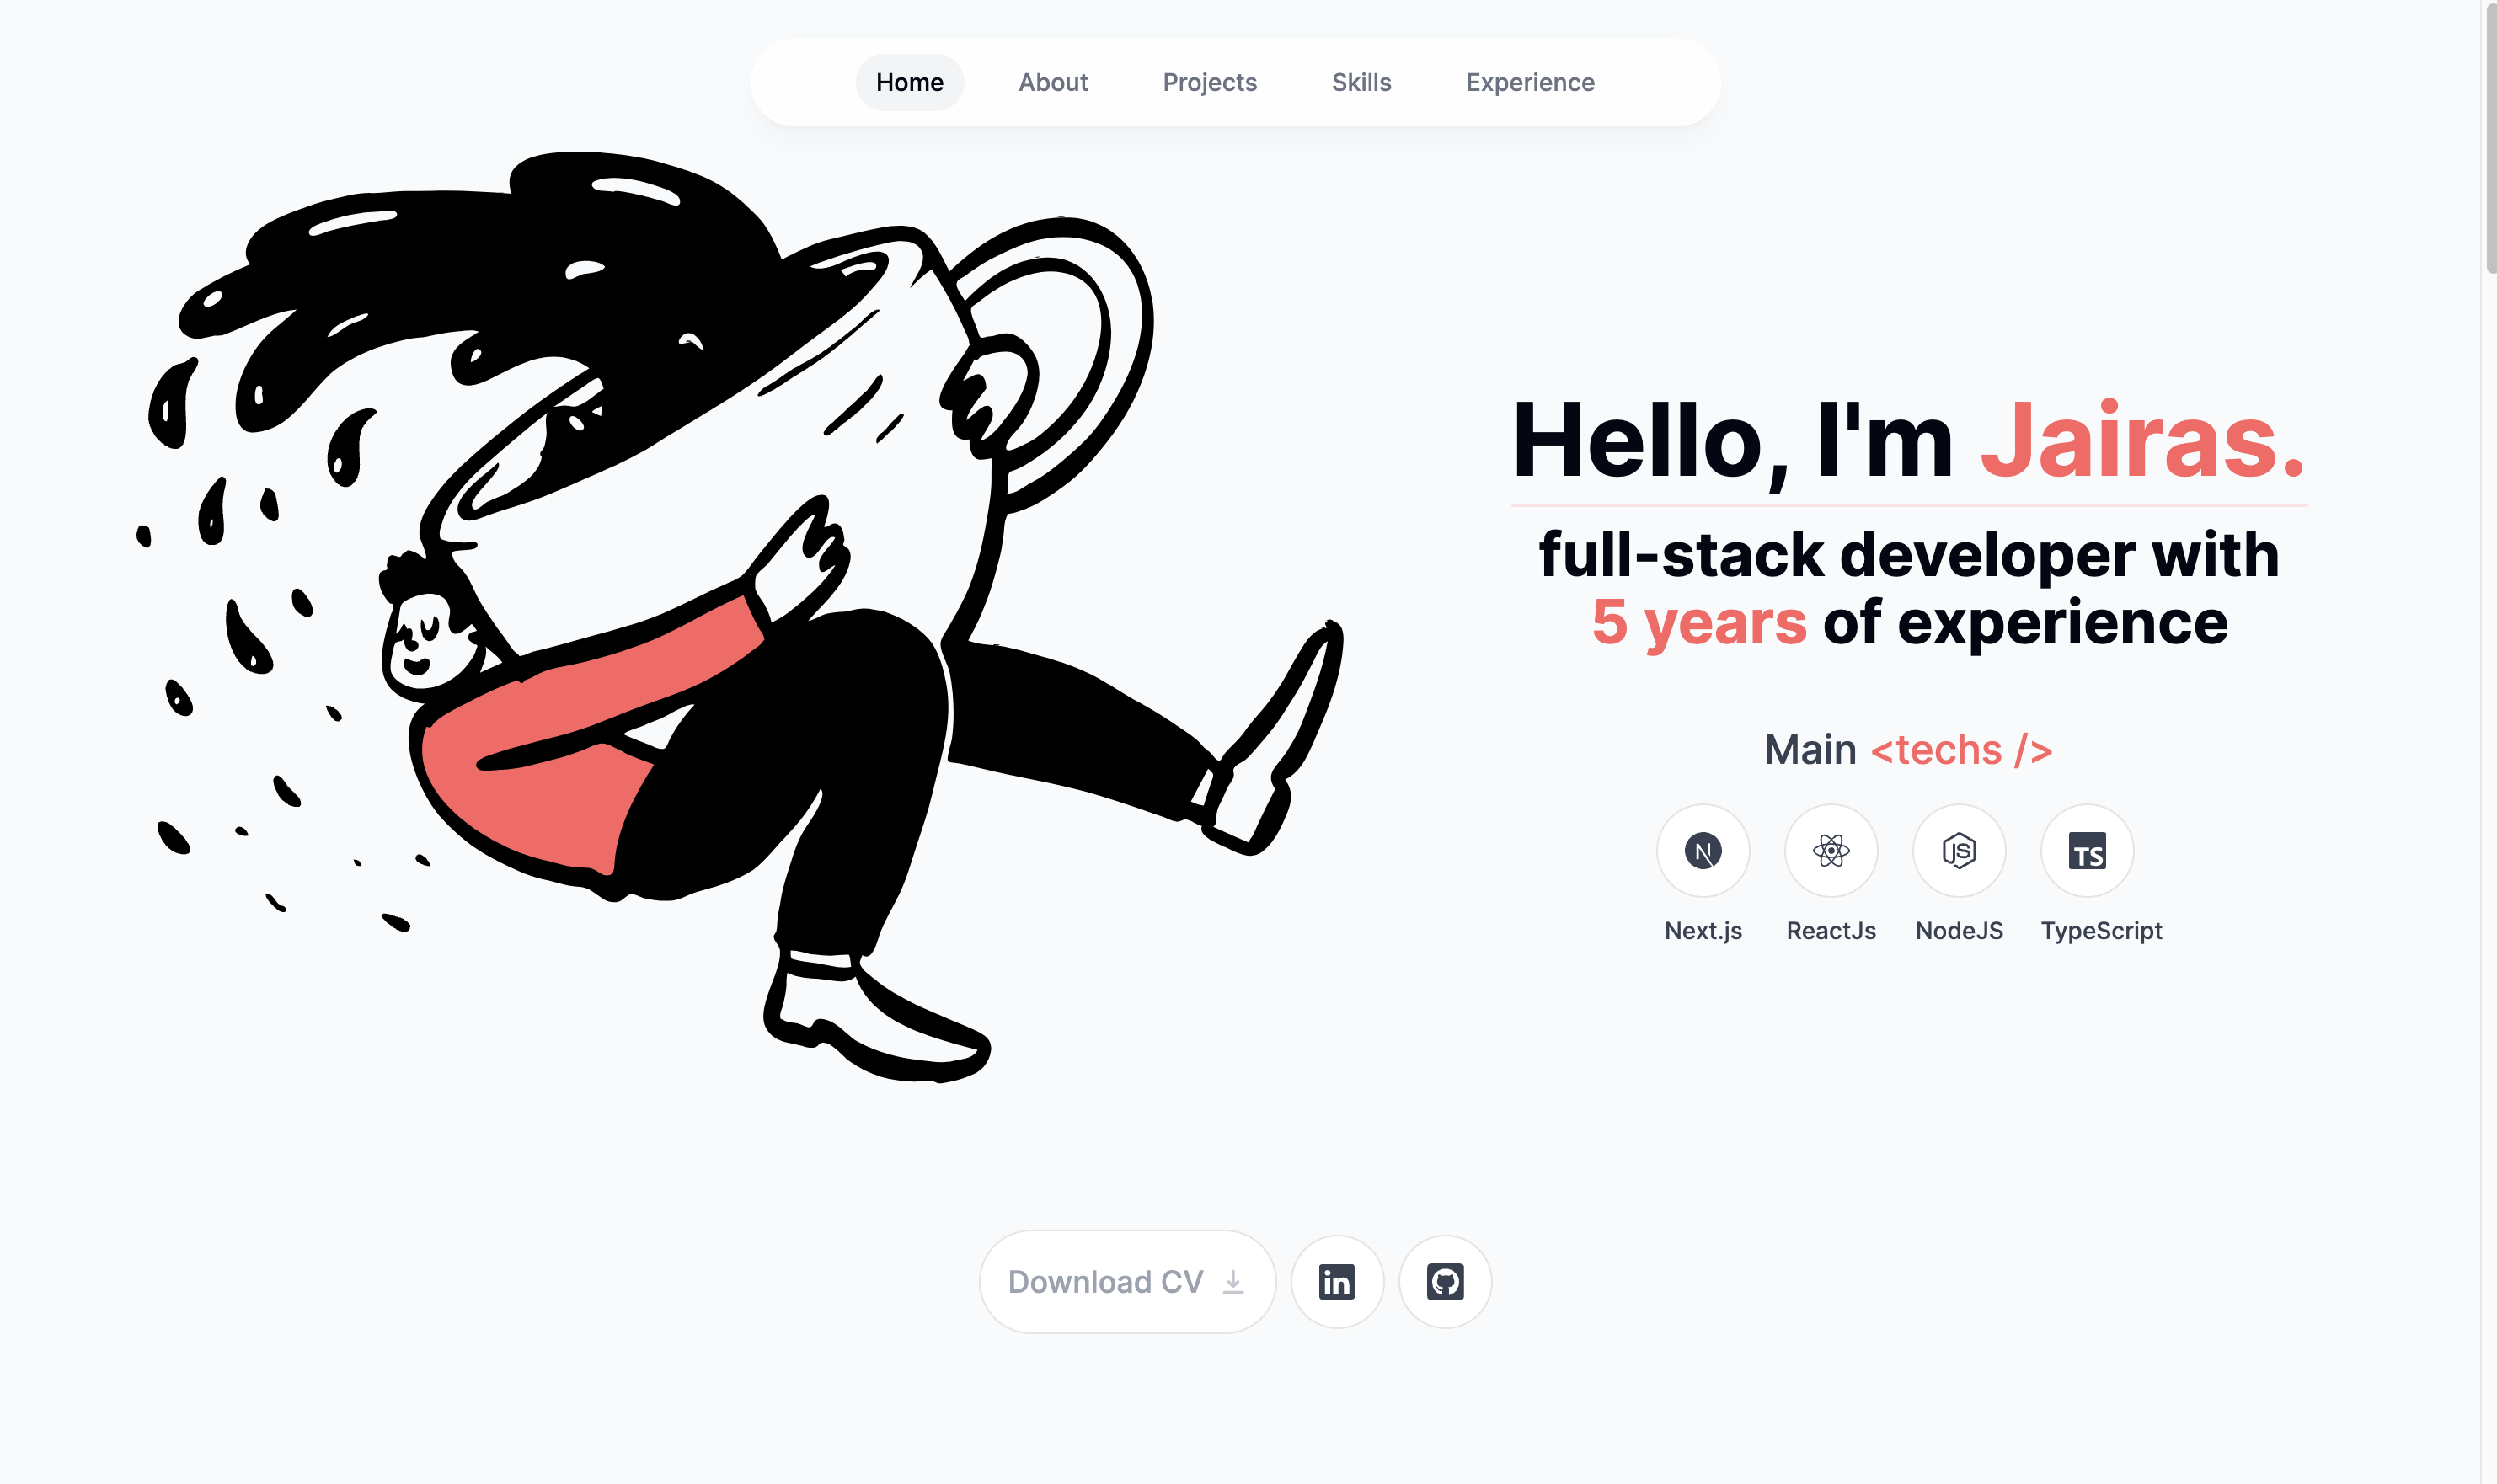 Home About Projects Skills Experience
Hello, I'm Jairas.
full-stack developer with
5 years of experience
Main <techs />
N JS TS
Next.js ReactJs NodeJS TypeScript
Download CV in